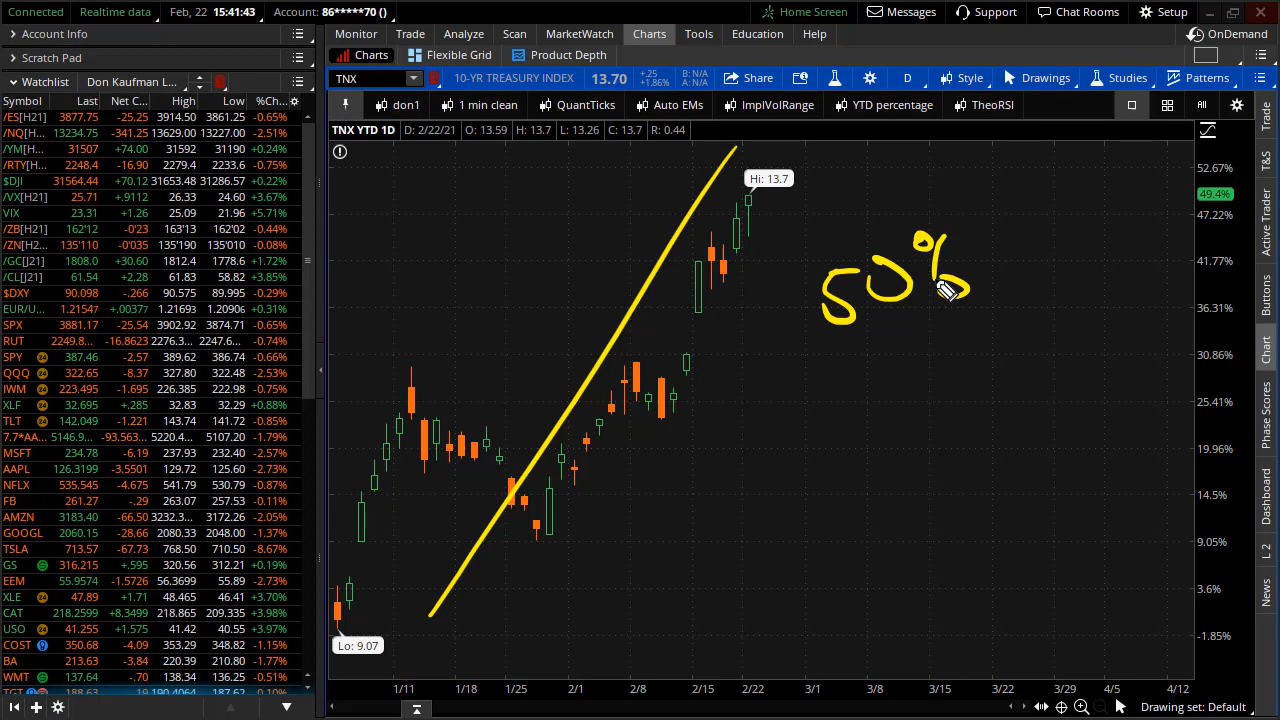 Connected Realtime data Feb, 22 15:41:43 Account: 86*****70 () Home Screen Messages Support Chat Rooms Setup
Account Info Monitor Trade Analyze Scan MarketWatch Charts Tools Education Help OnDemand
Scratch Pad Charts Flexible Grid Product Depth
Watchlist Don Kaufman L... TNX 10-YR TREASURY INDEX 13.70 +.25 +1.86% B: N/A A: N/A Share D Style Drawings Studies Patterns
Symbol Last Net C... High Low %Ch... don1 1 min clean QuantTicks Auto EMs ImplVolRange YTD percentage TheoRSI All
TNX YTD 1D D: 2/22/21 O: 13.59 H: 13.7 L: 13.26 C: 13.7 R: 0.44
/ES[H21] 3877.75 -25.25 3914.50 3861.25 -0.65%
/NQ[H... 13234.75 -341.25 13629.00 13227.00 -2.51%
/YM[H... 31507 +74.00 31592 31190 +0.24%
/RTY[H... 2248.4 -16.90 2279.4 2233.6 -0.75%
$DJI 31564.44 +70.12 31653.48 31286.57 +0.22%
/VX[H21] 25.71 +.9112 26.33 24.60 +3.67%
VIX 23.31 +1.26 25.09 21.96 +5.71%
/ZB[H21] 162'12 -0'23 163'13 162'02 -0.44%
/ZN[H2... 135'110 -0'035 135'190 135'010 -0.08%
/GC[J21] 1808.0 +30.60 1812.4 1778.6 +1.72%
/CL[J21] 61.54 +2.28 61.83 58.82 +3.85%
$DXY 90.098 -.266 90.575 89.995 -0.29%
EUR/U... 1.21547 +.00377 1.21693 1.20906 +0.31%
SPX 3881.17 -25.54 3902.92 3874.71 -0.65%
RUT 2249.8... -16.8623 2276.3... 2247.6... -0.74%
SPY 387.46 -2.57 389.62 386.74 -0.66%
QQQ 322.65 -8.37 327.90 322.48 -2.53%
IWM 223.495 -1.695 226.385 222.98 -0.75%
XLF 32.695 +.285 32.83 32.29 +0.88%
TLT 142.049 -1.221 143.74 141.72 -0.85%
7.7*AA... 5146.9... -93.563... 5220.4... 5107.20 -1.79%
MSFT 234.78 -6.19 237.93 232.40 -2.57%
AAPL 126.3199 -3.5501 129.72 125.60 -2.73%
NFLX 535.545 -4.675 541.79 530.79 -0.87%
FB 261.27 -.29 263.07 257.53 -0.11%
AMZN 3183.40 -66.50 3232.3... 3172.26 -2.05%
GOOGL 2060.15 -28.66 2080.33 2048.00 -1.37%
TSLA 713.57 -67.73 768.50 710.50 -8.67%
GS 316.215 +.595 320.56 312.21 +0.19%
EEM 55.9574 -1.5726 56.3699 55.89 -2.73%
XLE 47.89 +1.71 48.465 46.41 +3.70%
CAT 218.2599 +8.3499 218.865 209.335 +3.98%
USO 41.255 +1.575 41.42 40.55 +3.97%
COST 350.68 -4.09 353.29 348.82 -1.15%
BA 213.63 -3.84 220.39 210.80 -1.77%
WMT 137.64 -.70 138.34 136.25 -0.51%
TGT 188.63 .19 190.4064 187.62 0.10%
Hi: 13.7
50%
Lo: 9.07
52.67%
49.4%
47.22%
41.77%
36.31%
30.86%
25.41%
19.96%
14.5%
9.05%
3.6%
-1.85%
1/11 1/18 1/25 2/1 2/8 2/15 2/22 3/1 3/8 3/15 3/22 3/29 4/5 4/12
Drawing set: Default
Trade
T&S
Active Trader
Buttons
Chart
Phase Scores
Dashboard
L 2
News